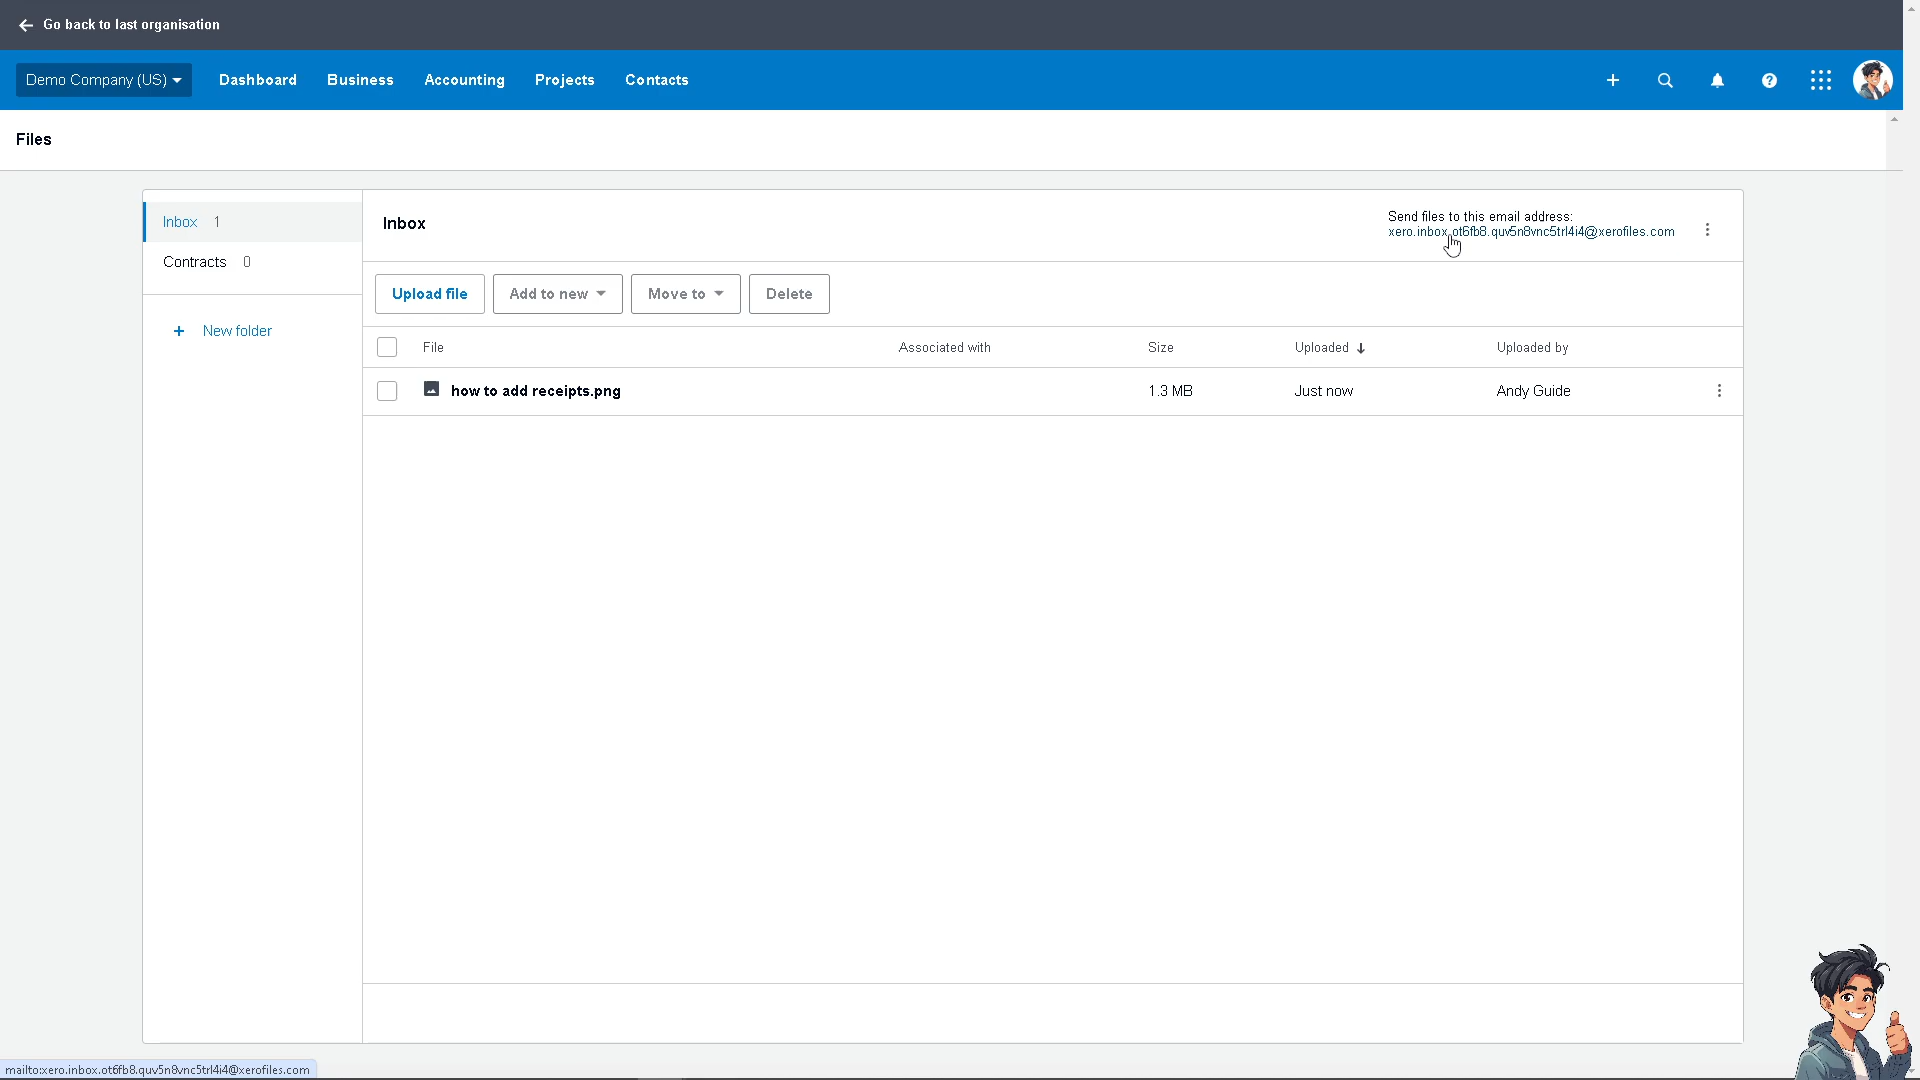 Go back to last organisation
Demo Company (US) Dashboard Business Accounting Projects Contacts
Files
Inbox 1
Contracts 0
New folder
Inbox
Send files to this email address:
xero.inbox.ot6fb8.quv5n8vnc5trl4i4@xerofiles.com
Upload file Add to new Move to Delete
File Associated with Size Uploaded Uploaded by
how to add receipts.png 1.3 MB Just now Andy Guide
mailto:xero.inbox.ot6fb8.quv5n8vnc5trl4i4@xerofiles.com